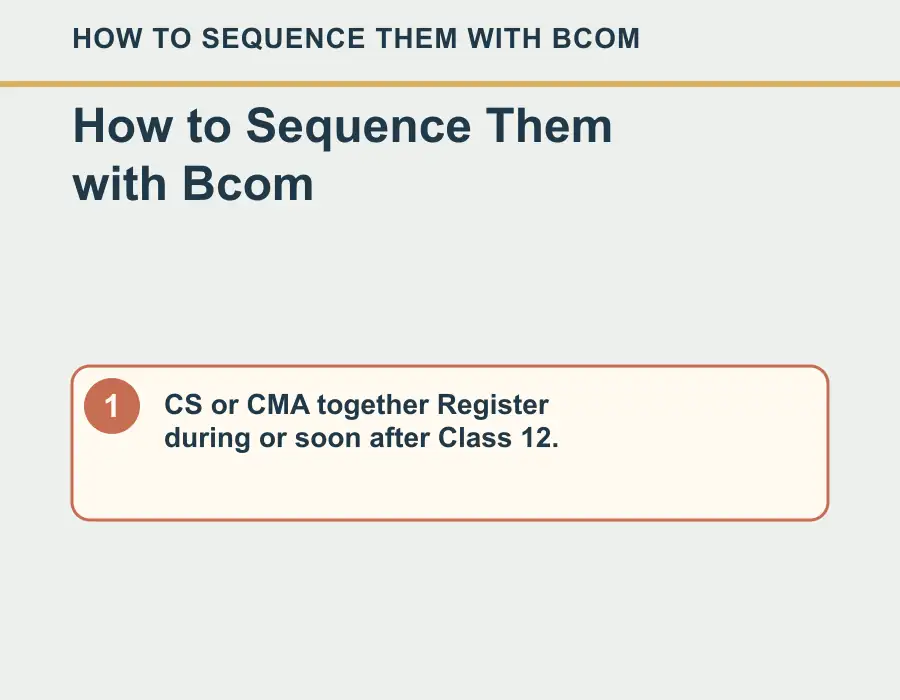 HOW TO SEQUENCE THEM WITH BCOM
How to Sequence Them
with Bcom
1
CS or CMA together Register
during or soon after Class 12.